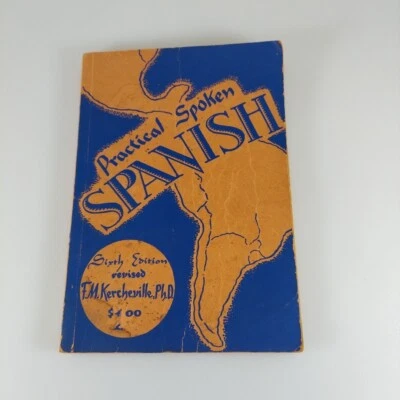 Practical Spoken
SPANISH
Sixth Edition
revised
F.M. Kercheville, Ph.D.
$1.00